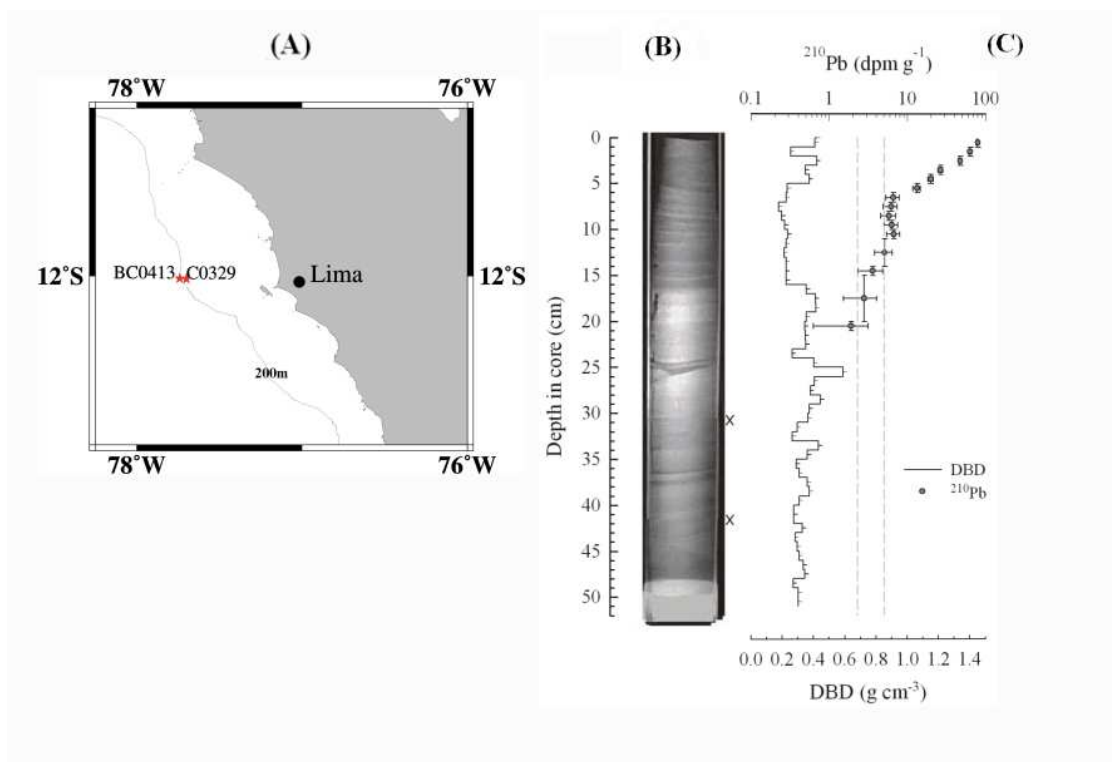 (A)
78˚W
76˚W
12˚S
12˚S
BC0413
C0329
Lima
200m
78˚W
76˚W
(B)
Depth in core (cm)
0
5
10
15
20
25
30
35
40
45
50
X
X
(C)
²¹⁰Pb (dpm g⁻¹)
0.1
1
10
100
DBD
²¹⁰Pb
0.0 0.2 0.4 0.6 0.8 1.0 1.2 1.4
DBD (g cm⁻³)